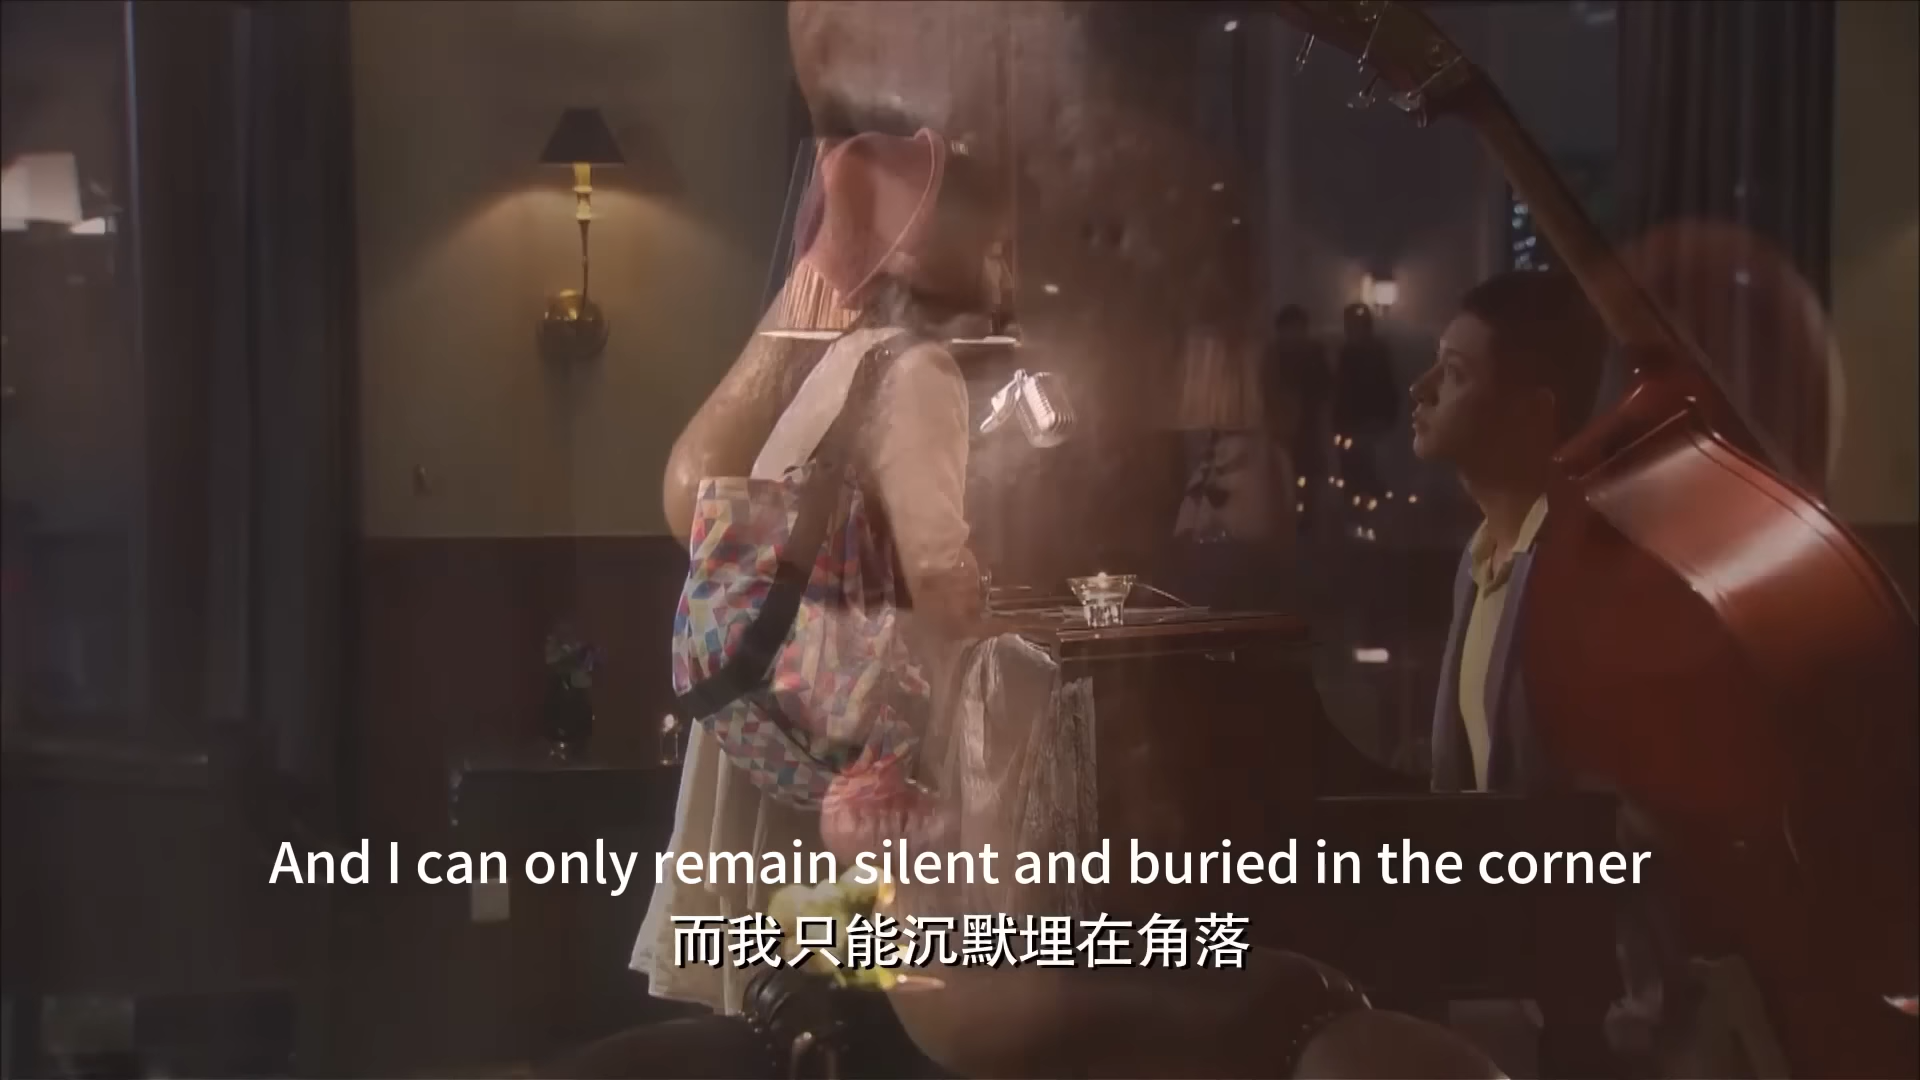 And I can only remain silent and buried in the corner
而我只能沉默埋在角落